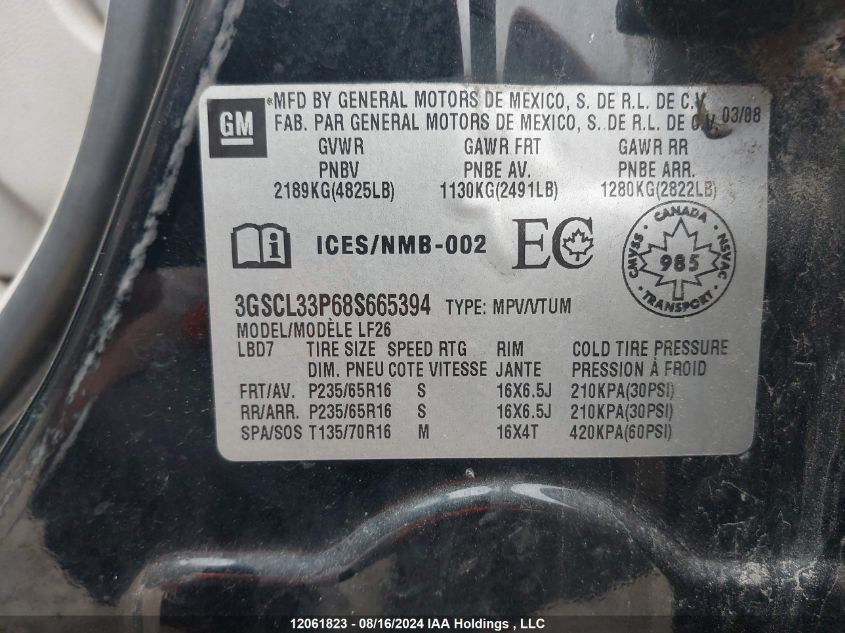 GM
*MFD BY GENERAL MOTORS DE MEXICO, S. DE R.L. DE C.V.
FAB. PAR GENERAL MOTORS DE MEXICO, S. DE R.L. DE C.V. 03/08
GVWR GAWR FRT GAWR RR
PNBV PNBE AV. PNBE ARR.
2189KG(4825LB) 1130KG(2491LB) 1280KG(2822LB)
i ICES/NMB-002 EC
CANADA
CMVSS 985 NSVAC
TRANSPORT
3GSCL33P68S665394 TYPE: MPV/VTUM
MODEL/MODÈLE LF26
LBD7 TIRE SIZE SPEED RTG RIM COLD TIRE PRESSURE
DIM. PNEU COTE VITESSE JANTE PRESSION À FROID
FRT/AV. P235/65R16 S 16X6.5J 210KPA(30PSI)
RR/ARR. P235/65R16 S 16X6.5J 210KPA(30PSI)
SPA/SOS T135/70R16 M 16X4T 420KPA(60PSI)
12061823 - 08/16/2024 IAA Holdings , LLC